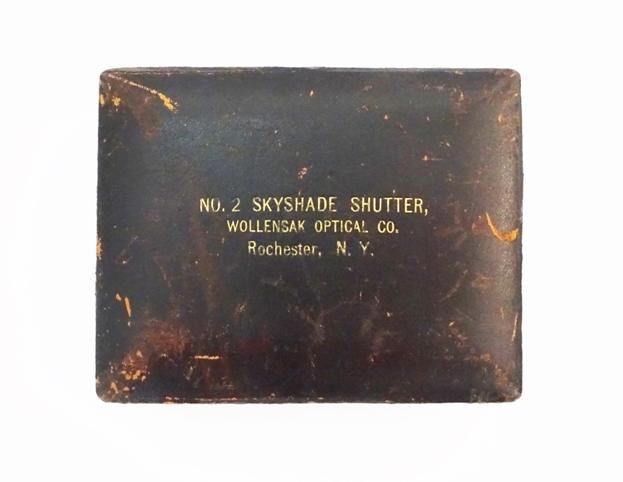 NO. 2 SKYSHADE SHUTTER,
WOLLENSAK OPTICAL CO.
Rochester, N. Y.